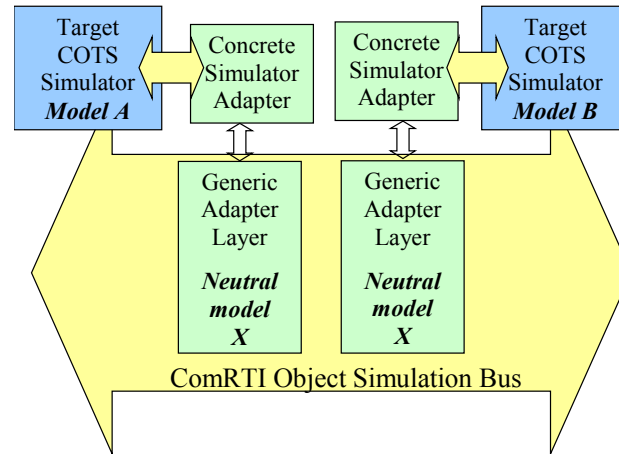 Target
COTS
Simulator
Model A
Concrete
Simulator
Adapter
Concrete
Simulator
Adapter
Target
COTS
Simulator
Model B
Generic
Adapter
Layer
Neutral
model
X
Generic
Adapter
Layer
Neutral
model
X
ComRTI Object Simulation Bus